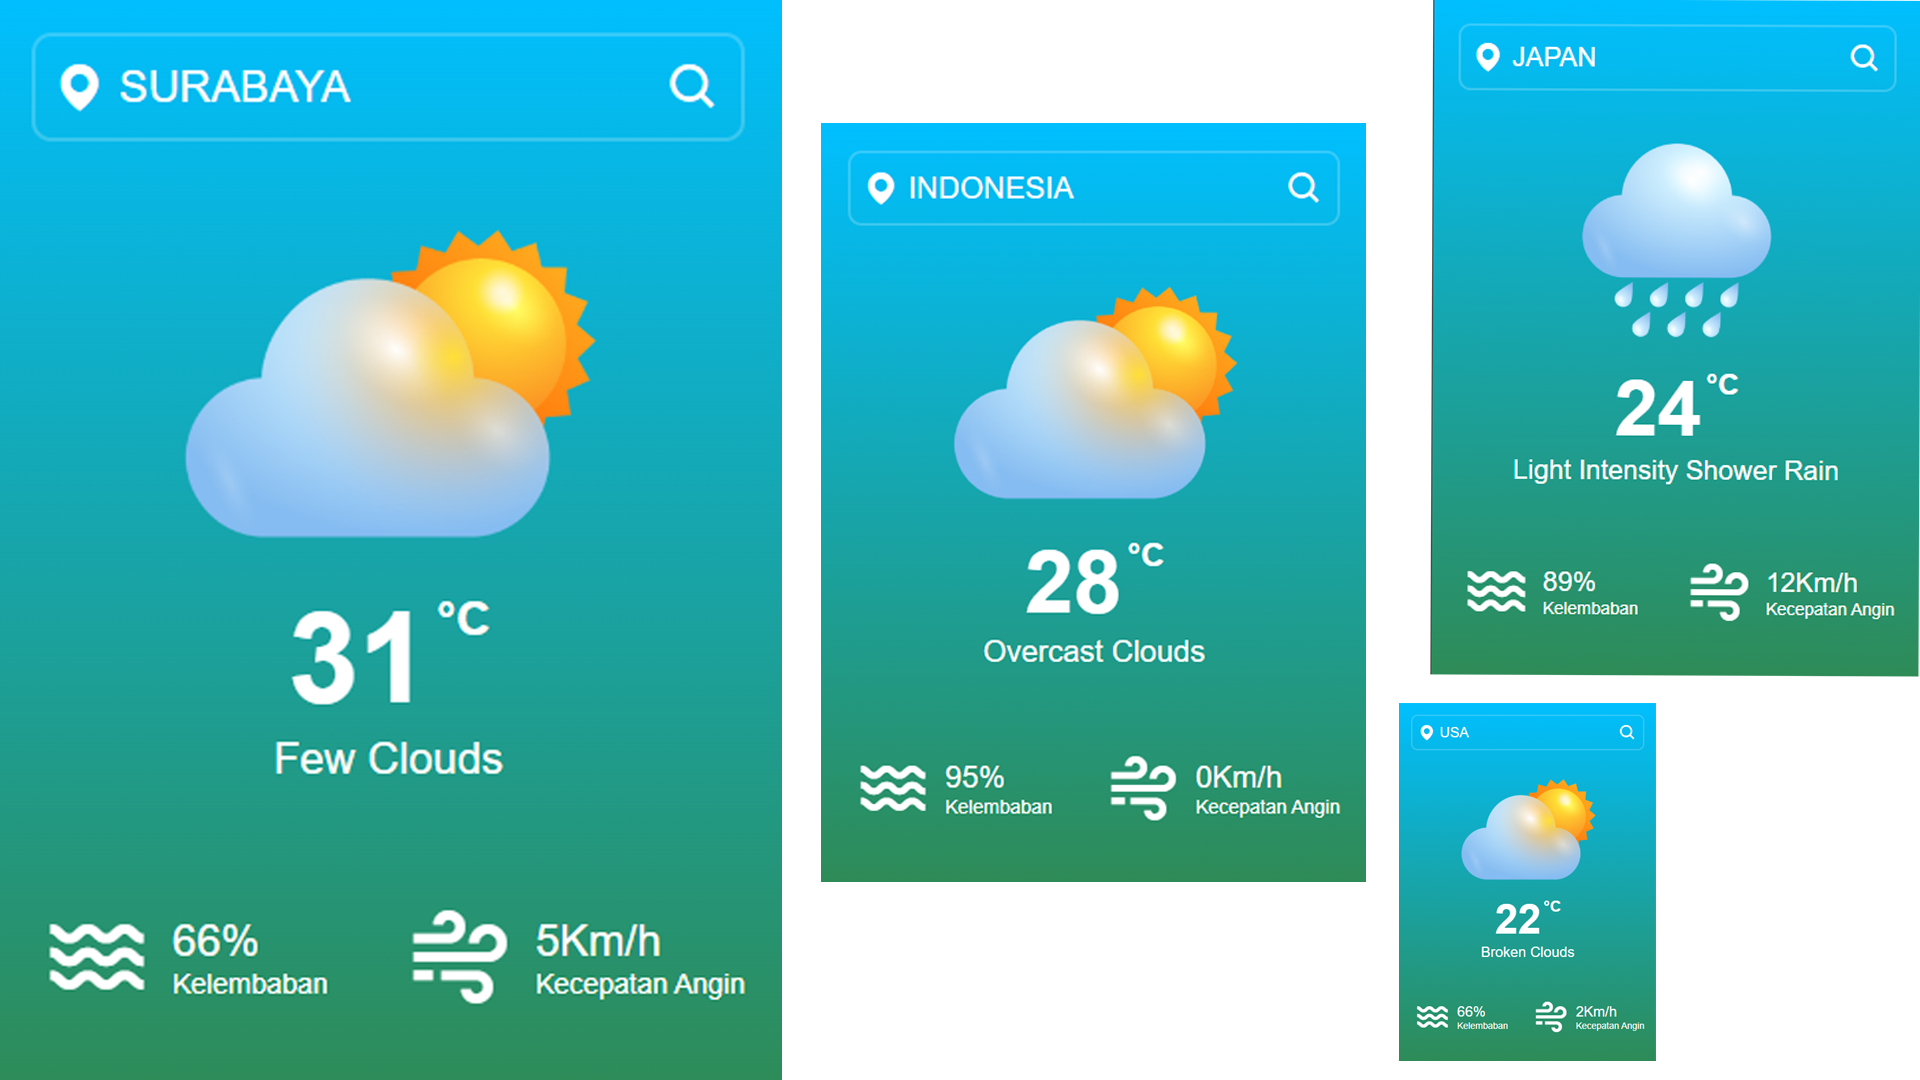 SURABAYA
31 °C
Few Clouds
66%
Kelembaban
5Km/h
Kecepatan Angin
INDONESIA
28 °C
Overcast Clouds
95%
Kelembaban
0Km/h
Kecepatan Angin
JAPAN
24 °C
Light Intensity Shower Rain
89%
Kelembaban
12Km/h
Kecepatan Angin
USA
22 °C
Broken Clouds
66%
Kelembaban
2Km/h
Kecepatan Angin